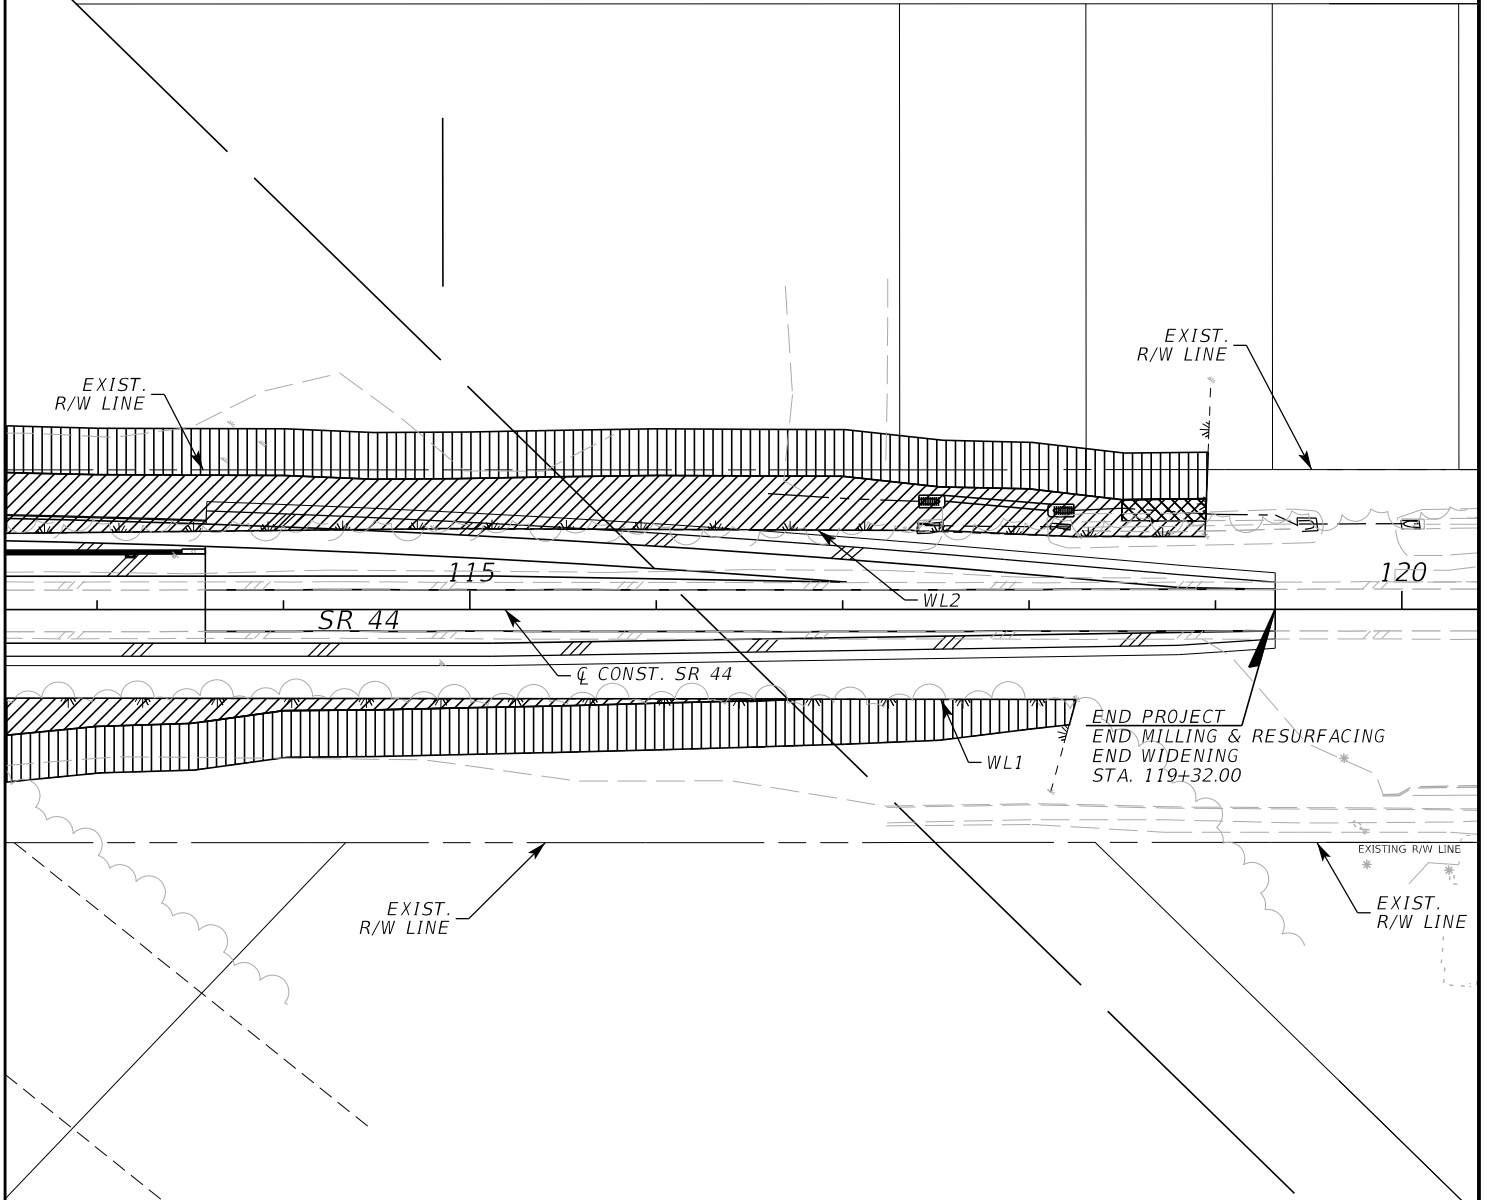 EXIST.
R/W LINE
EXIST.
R/W LINE
115
120
WL2
SR 44
℄ CONST. SR 44
END PROJECT
END MILLING & RESURFACING
END WIDENING
STA. 119+32.00
WL1
EXISTING R/W LINE
EXIST.
R/W LINE
EXIST.
R/W LINE